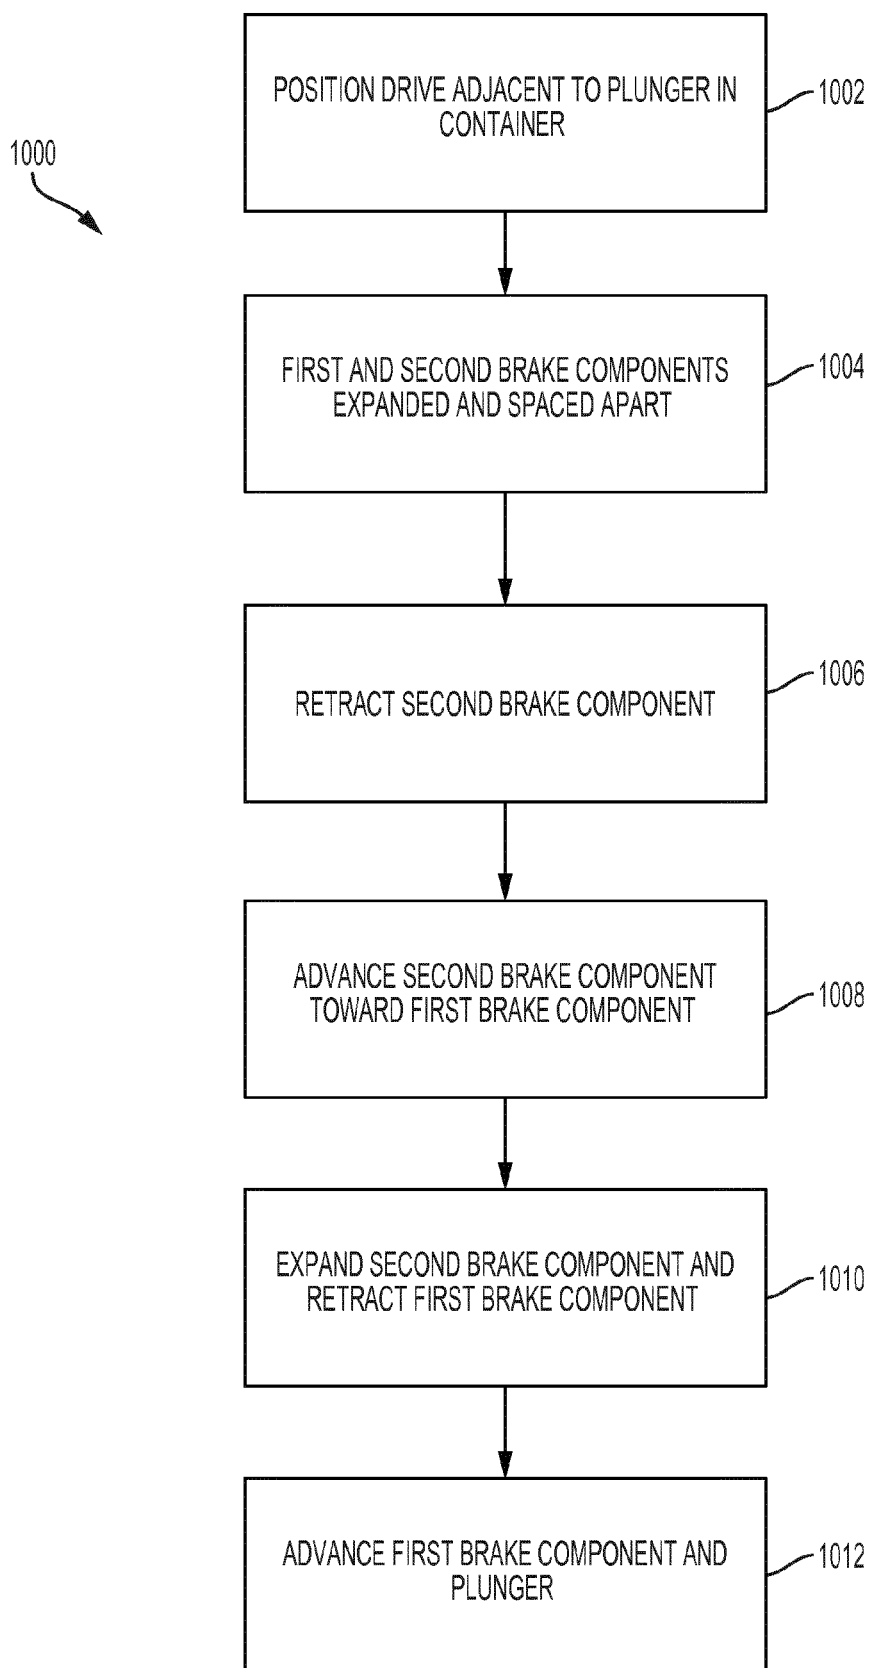 POSITION DRIVE ADJACENT TO PLUNGER IN
CONTAINER
1002
1000
FIRST AND SECOND BRAKE COMPONENTS
EXPANDED AND SPACED APART
1004
RETRACT SECOND BRAKE COMPONENT
1006
ADVANCE SECOND BRAKE COMPONENT
TOWARD FIRST BRAKE COMPONENT
1008
EXPAND SECOND BRAKE COMPONENT AND
RETRACT FIRST BRAKE COMPONENT
1010
ADVANCE FIRST BRAKE COMPONENT AND
PLUNGER
1012